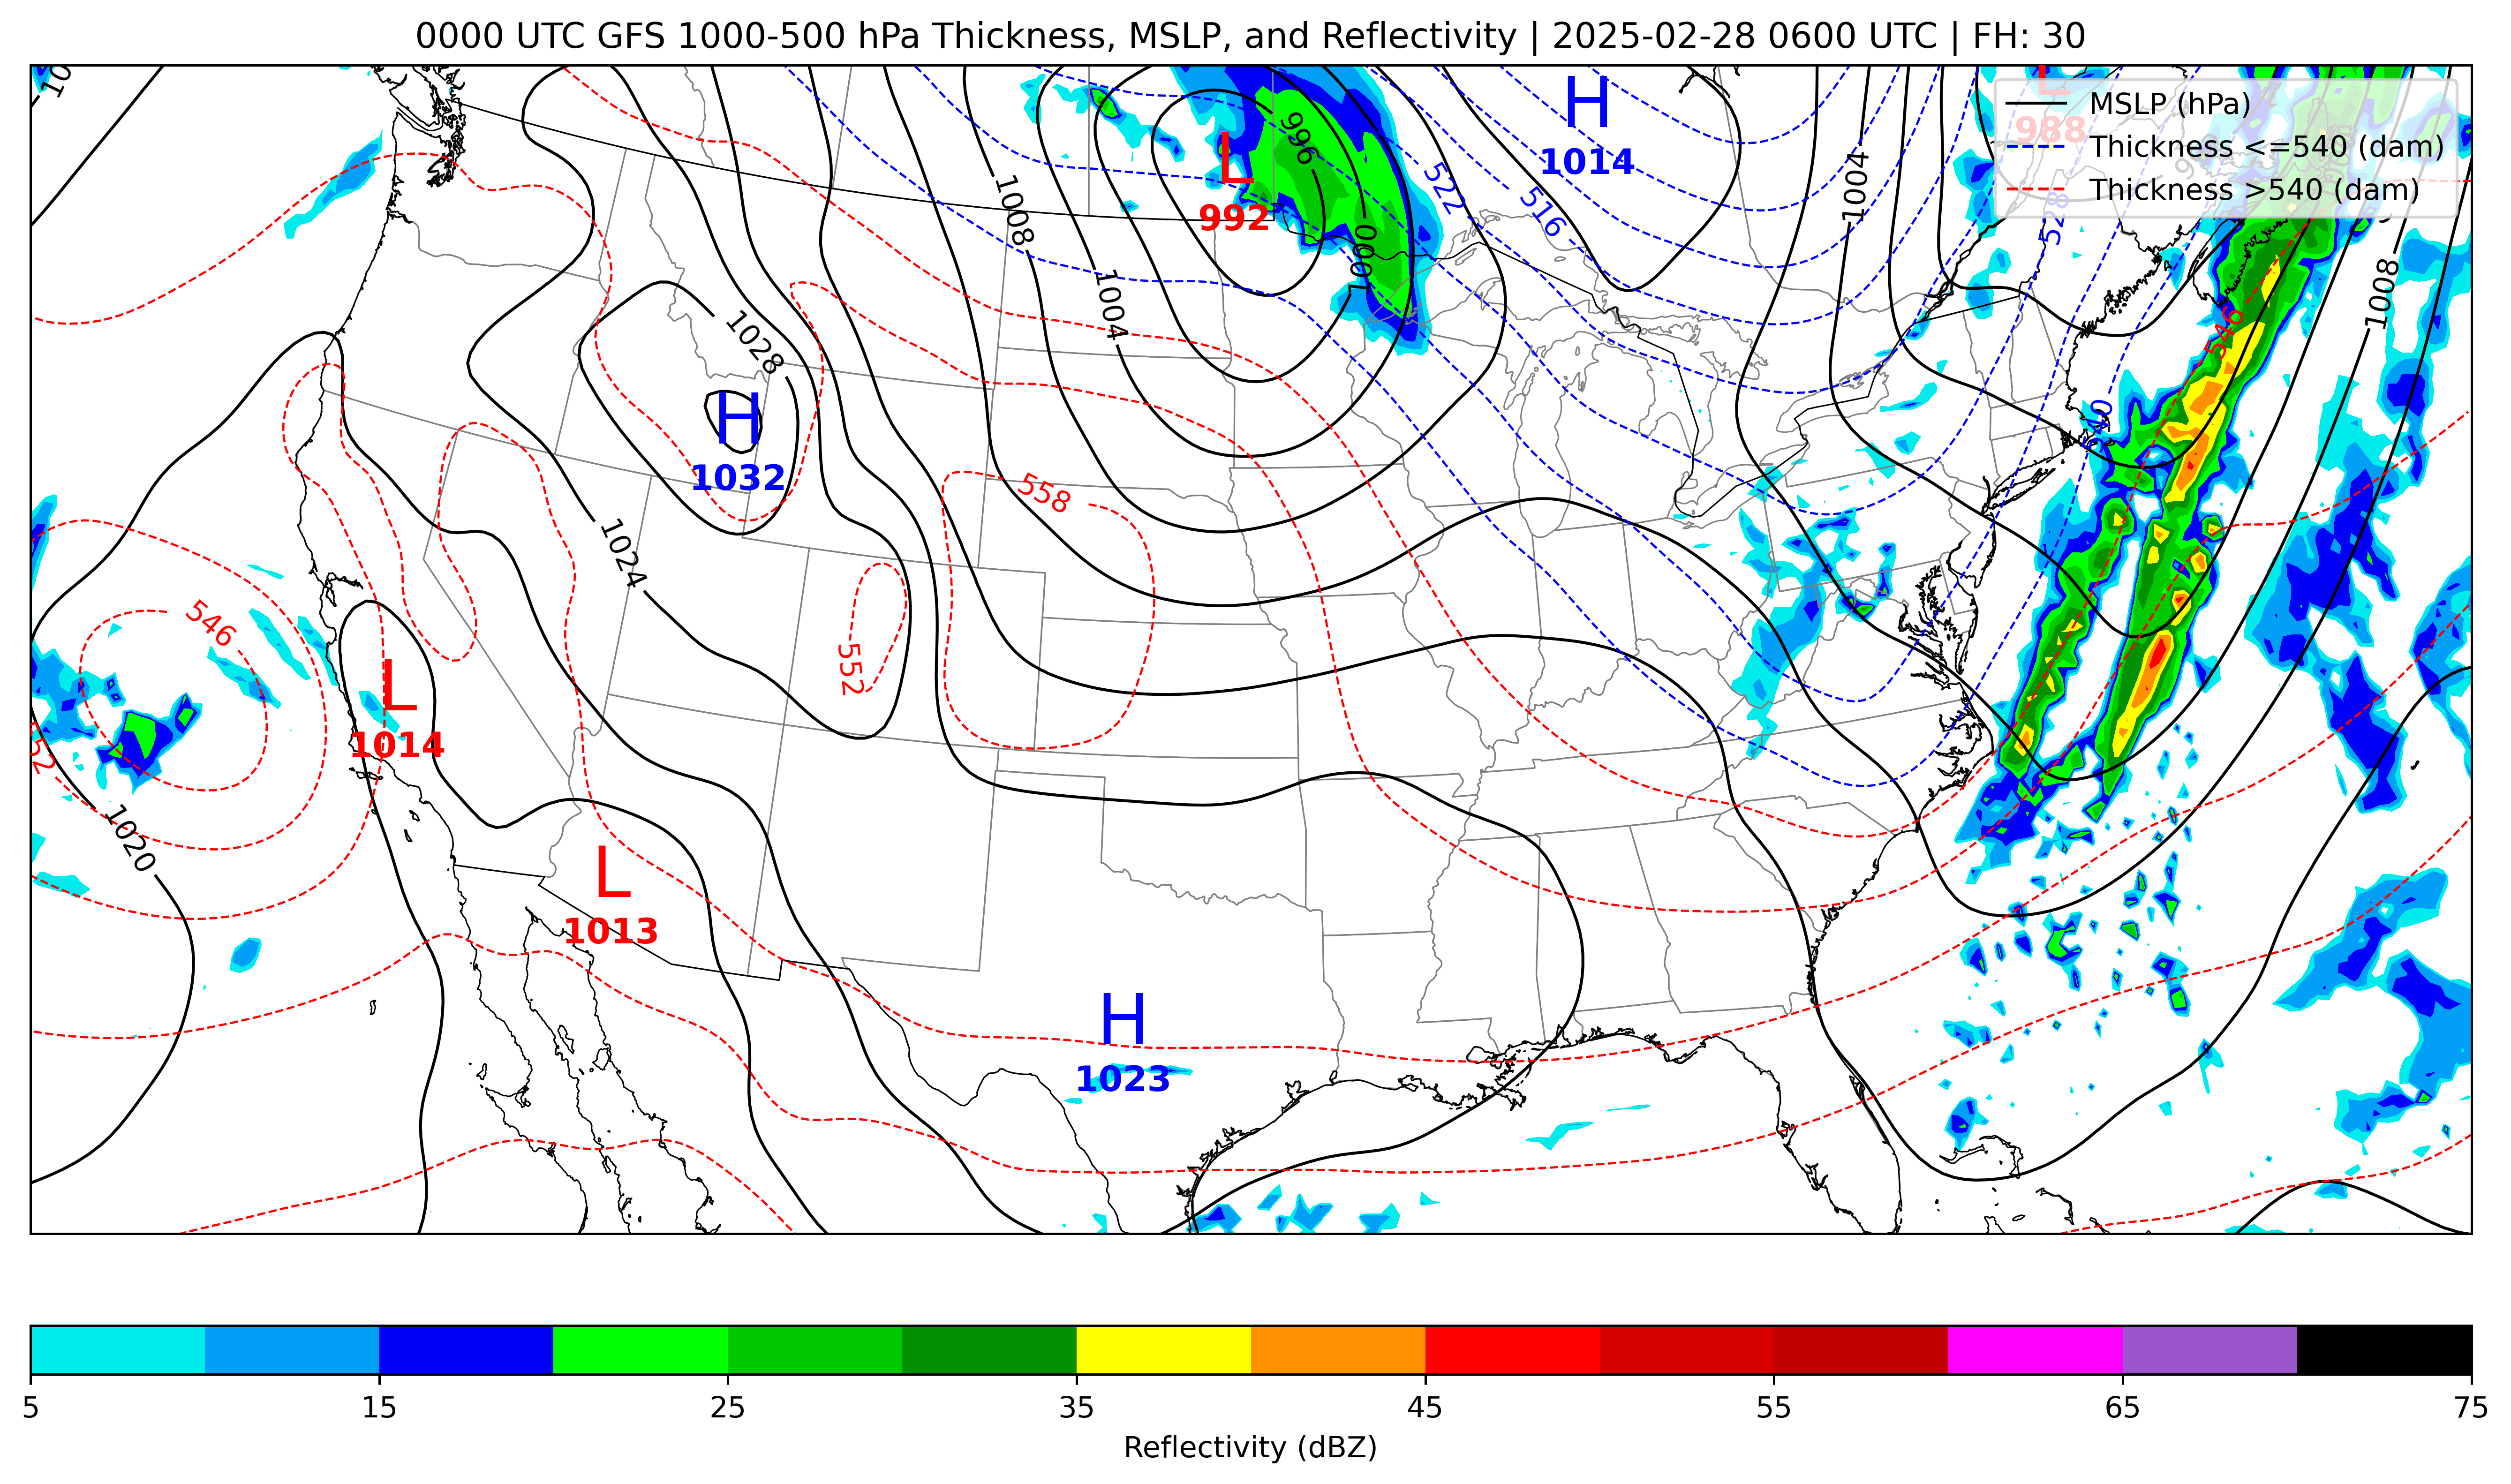 0000 UTC GFS 1000-500 hPa Thickness, MSLP, and Reflectivity | 2025-02-28 0600 UTC | FH: 30
MSLP (hPa)
Thickness <=540 (dam)
Thickness >540 (dam)
L
988
H
1014
996
L
992
522
516
1004
528
1008
1000
1004
1008
546
1028
H
1032
540
558
1024
546
552
L
1014
1020
L
1013
H
1023
5
15
25
35
45
55
65
75
Reflectivity (dBZ)